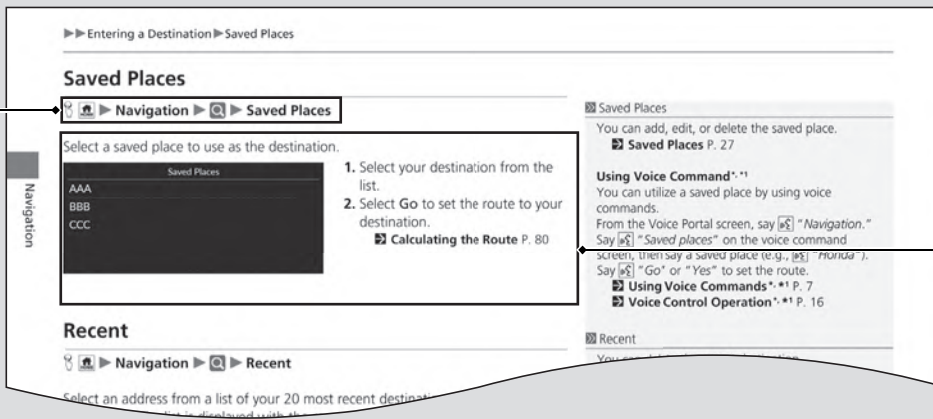 ▶▶Entering a Destination▶Saved Places
Saved Places
▶ Navigation ▶ ▶ Saved Places
Select a saved place to use as the destination.
Saved Places
AAA
BBB
CCC
1. Select your destination from the
list.
2. Select Go to set the route to your
destination.
Calculating the Route P. 80
Navigation
Recent
▶ Navigation ▶ ▶ Recent
Select an address from a list of your 20 most recent
Saved Places
You can add, edit, or delete the saved place.
Saved Places P. 27
Using Voice Command*, *1
You can utilize a saved place by using voice
commands.
From the Voice Portal screen, say "Navigation."
Say "Saved places" on the voice command
screen, then say a saved place (e.g., "Honda").
Say "Go" or "Yes" to set the route.
Using Voice Commands*, *1 P. 7
Voice Control Operation*, *1 P. 16
Recent